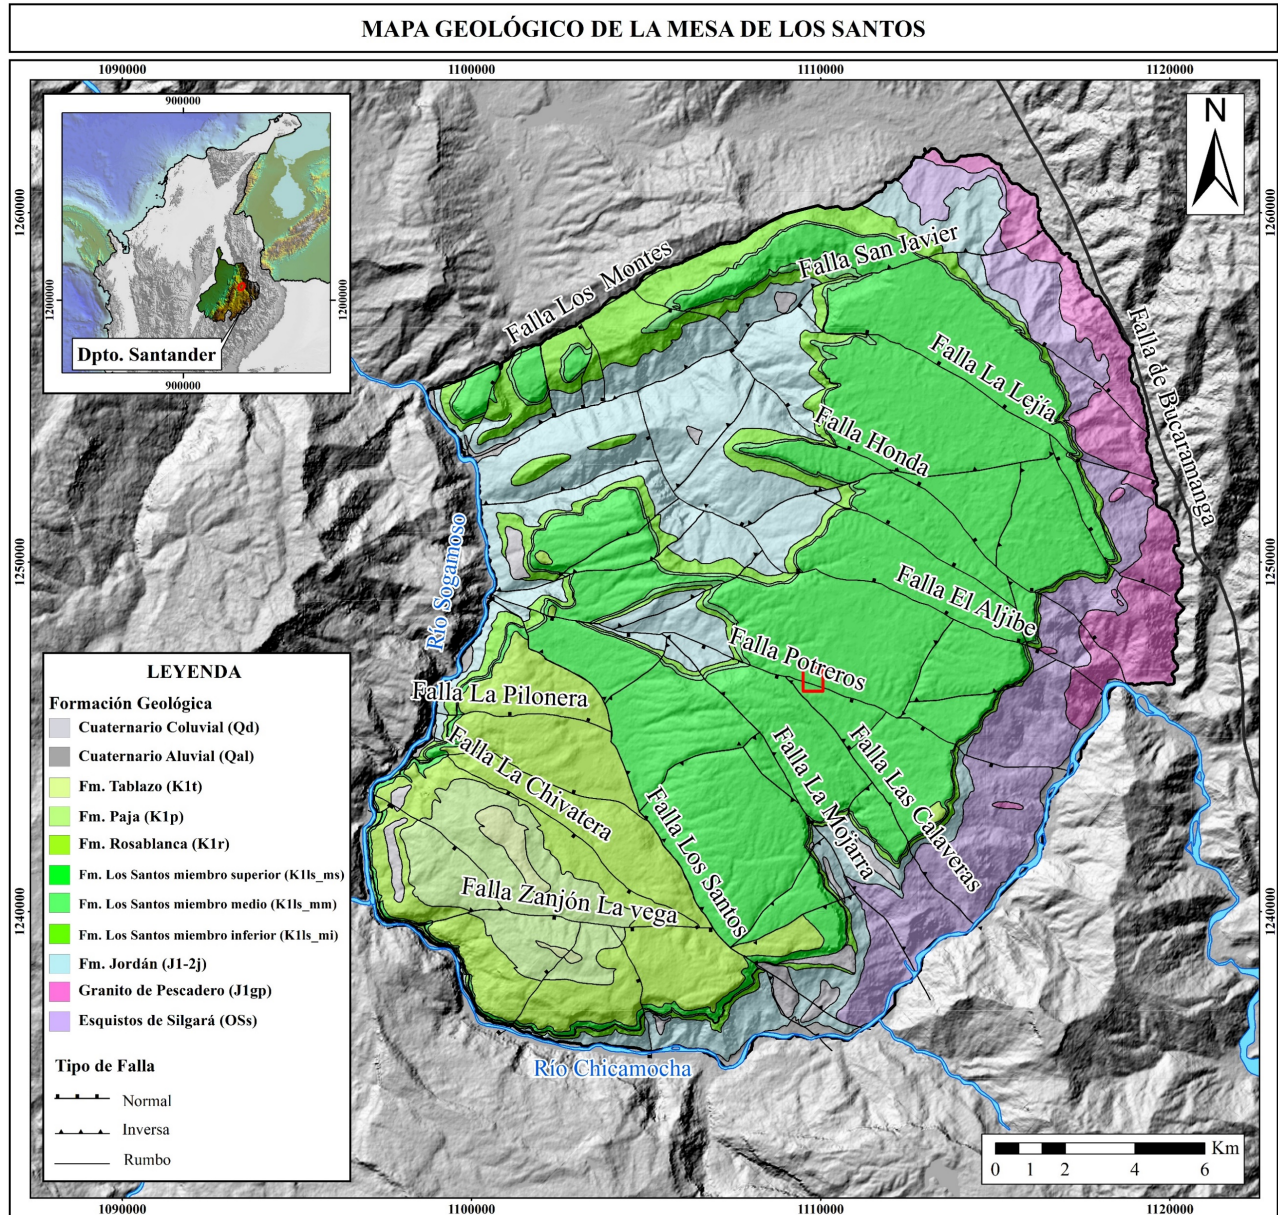 MAPA GEOLÓGICO DE LA MESA DE LOS SANTOS
1090000
1100000
1110000
1120000
900000
1260000
1260000
N
1200000
1200000
Dpto. Santander
900000
Falla Los Montes
Falla San Javier
Falla La Lejía
Falla de Bucaramanga
Falla Honda
1250000
1250000
Río Sogamoso
Falla El Aljibe
Falla Potreros
Falla La Pilonera
Falla La Chivatera
Falla Los Santos
Falla La Mojarra
Falla Las Calaveras
Falla Zanjón La vega
1240000
1240000
Río Chicamocha
LEYENDA
Formación Geológica
Cuaternario Coluvial (Qd)
Cuaternario Aluvial (Qal)
Fm. Tablazo (K1t)
Fm. Paja (K1p)
Fm. Rosablanca (K1r)
Fm. Los Santos miembro superior (K1ls_ms)
Fm. Los Santos miembro medio (K1ls_mm)
Fm. Los Santos miembro inferior (K1ls_mi)
Fm. Jordán (J1-2j)
Granito de Pescadero (J1gp)
Esquistos de Silgará (OSs)
Tipo de Falla
Normal
Inversa
Rumbo
Km
0 1 2 4 6
1090000
1100000
1110000
1120000